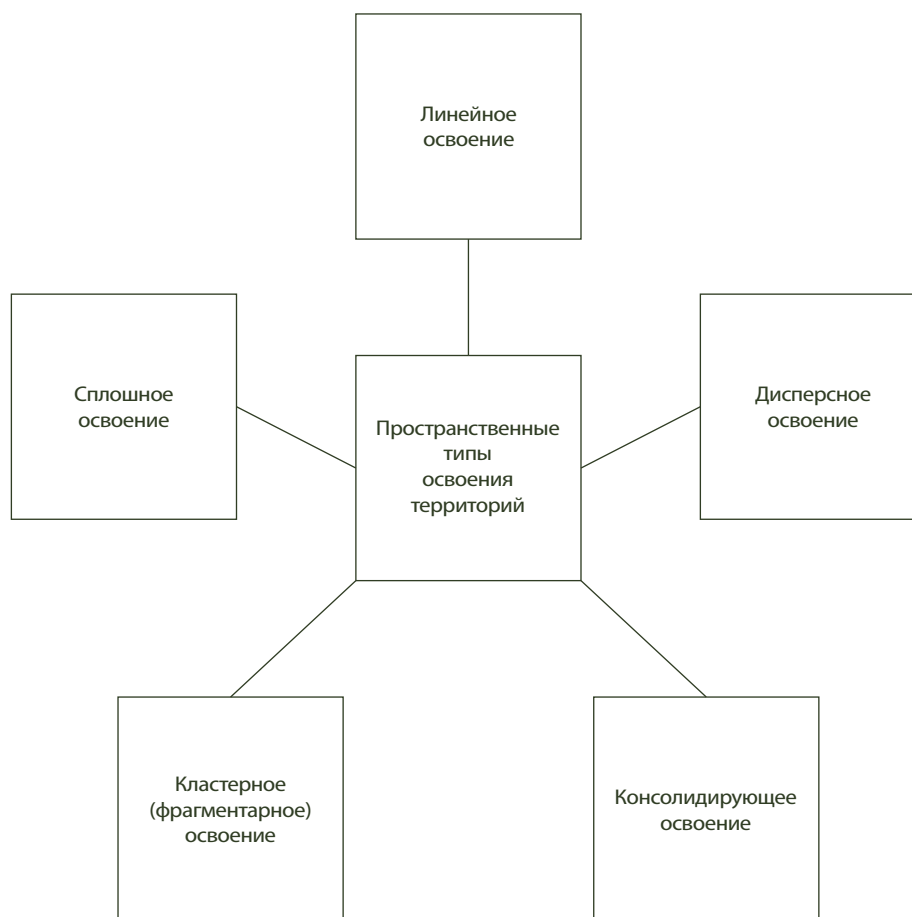 Линейное
освоение
Сплошное
освоение
Пространственные
типы
освоения
территорий
Дисперсное
освоение
Кластерное
(фрагментарное)
освоение
Консолидирующее
освоение